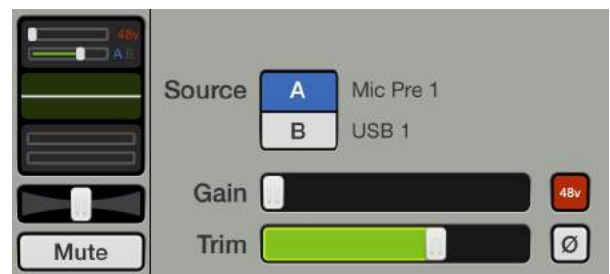 48v
A B
Source A Mic Pre 1
B USB 1
Gain 48v
Mute Trim Ø